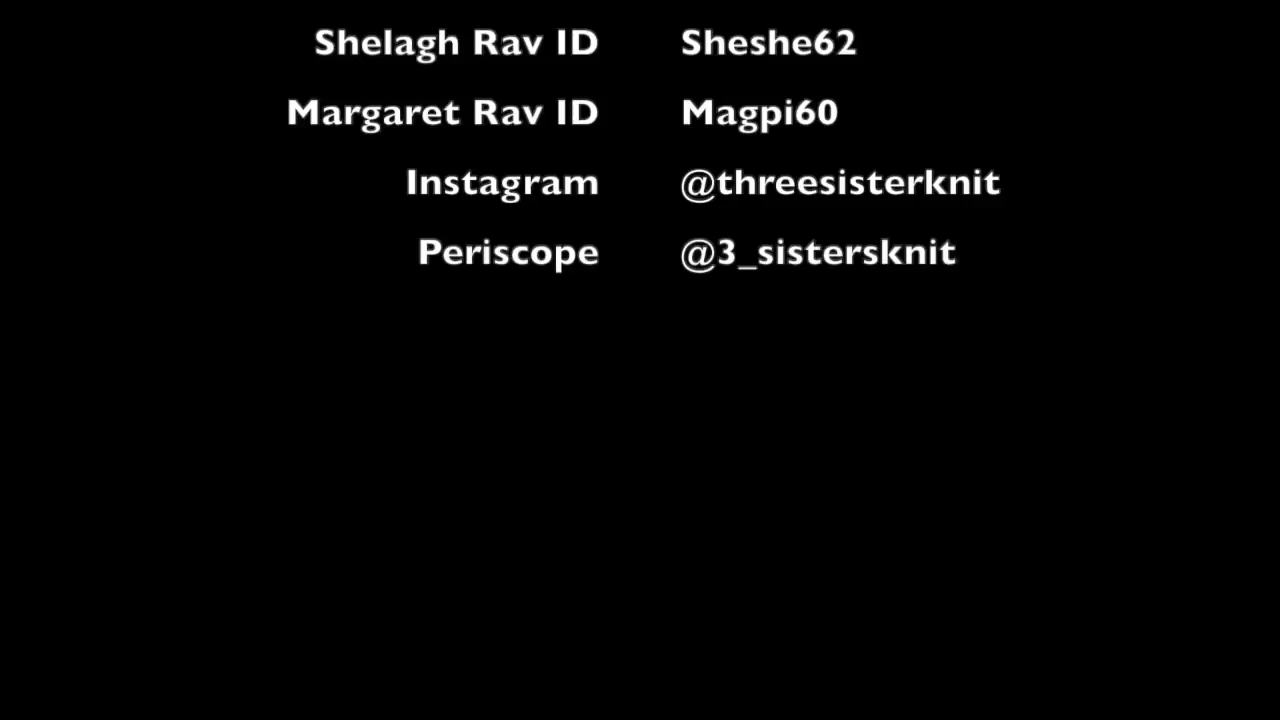 Shelagh Rav ID Sheshe62
Margaret Rav ID Magpi60
Instagram @threesisterknit
Periscope @3_sistersknit